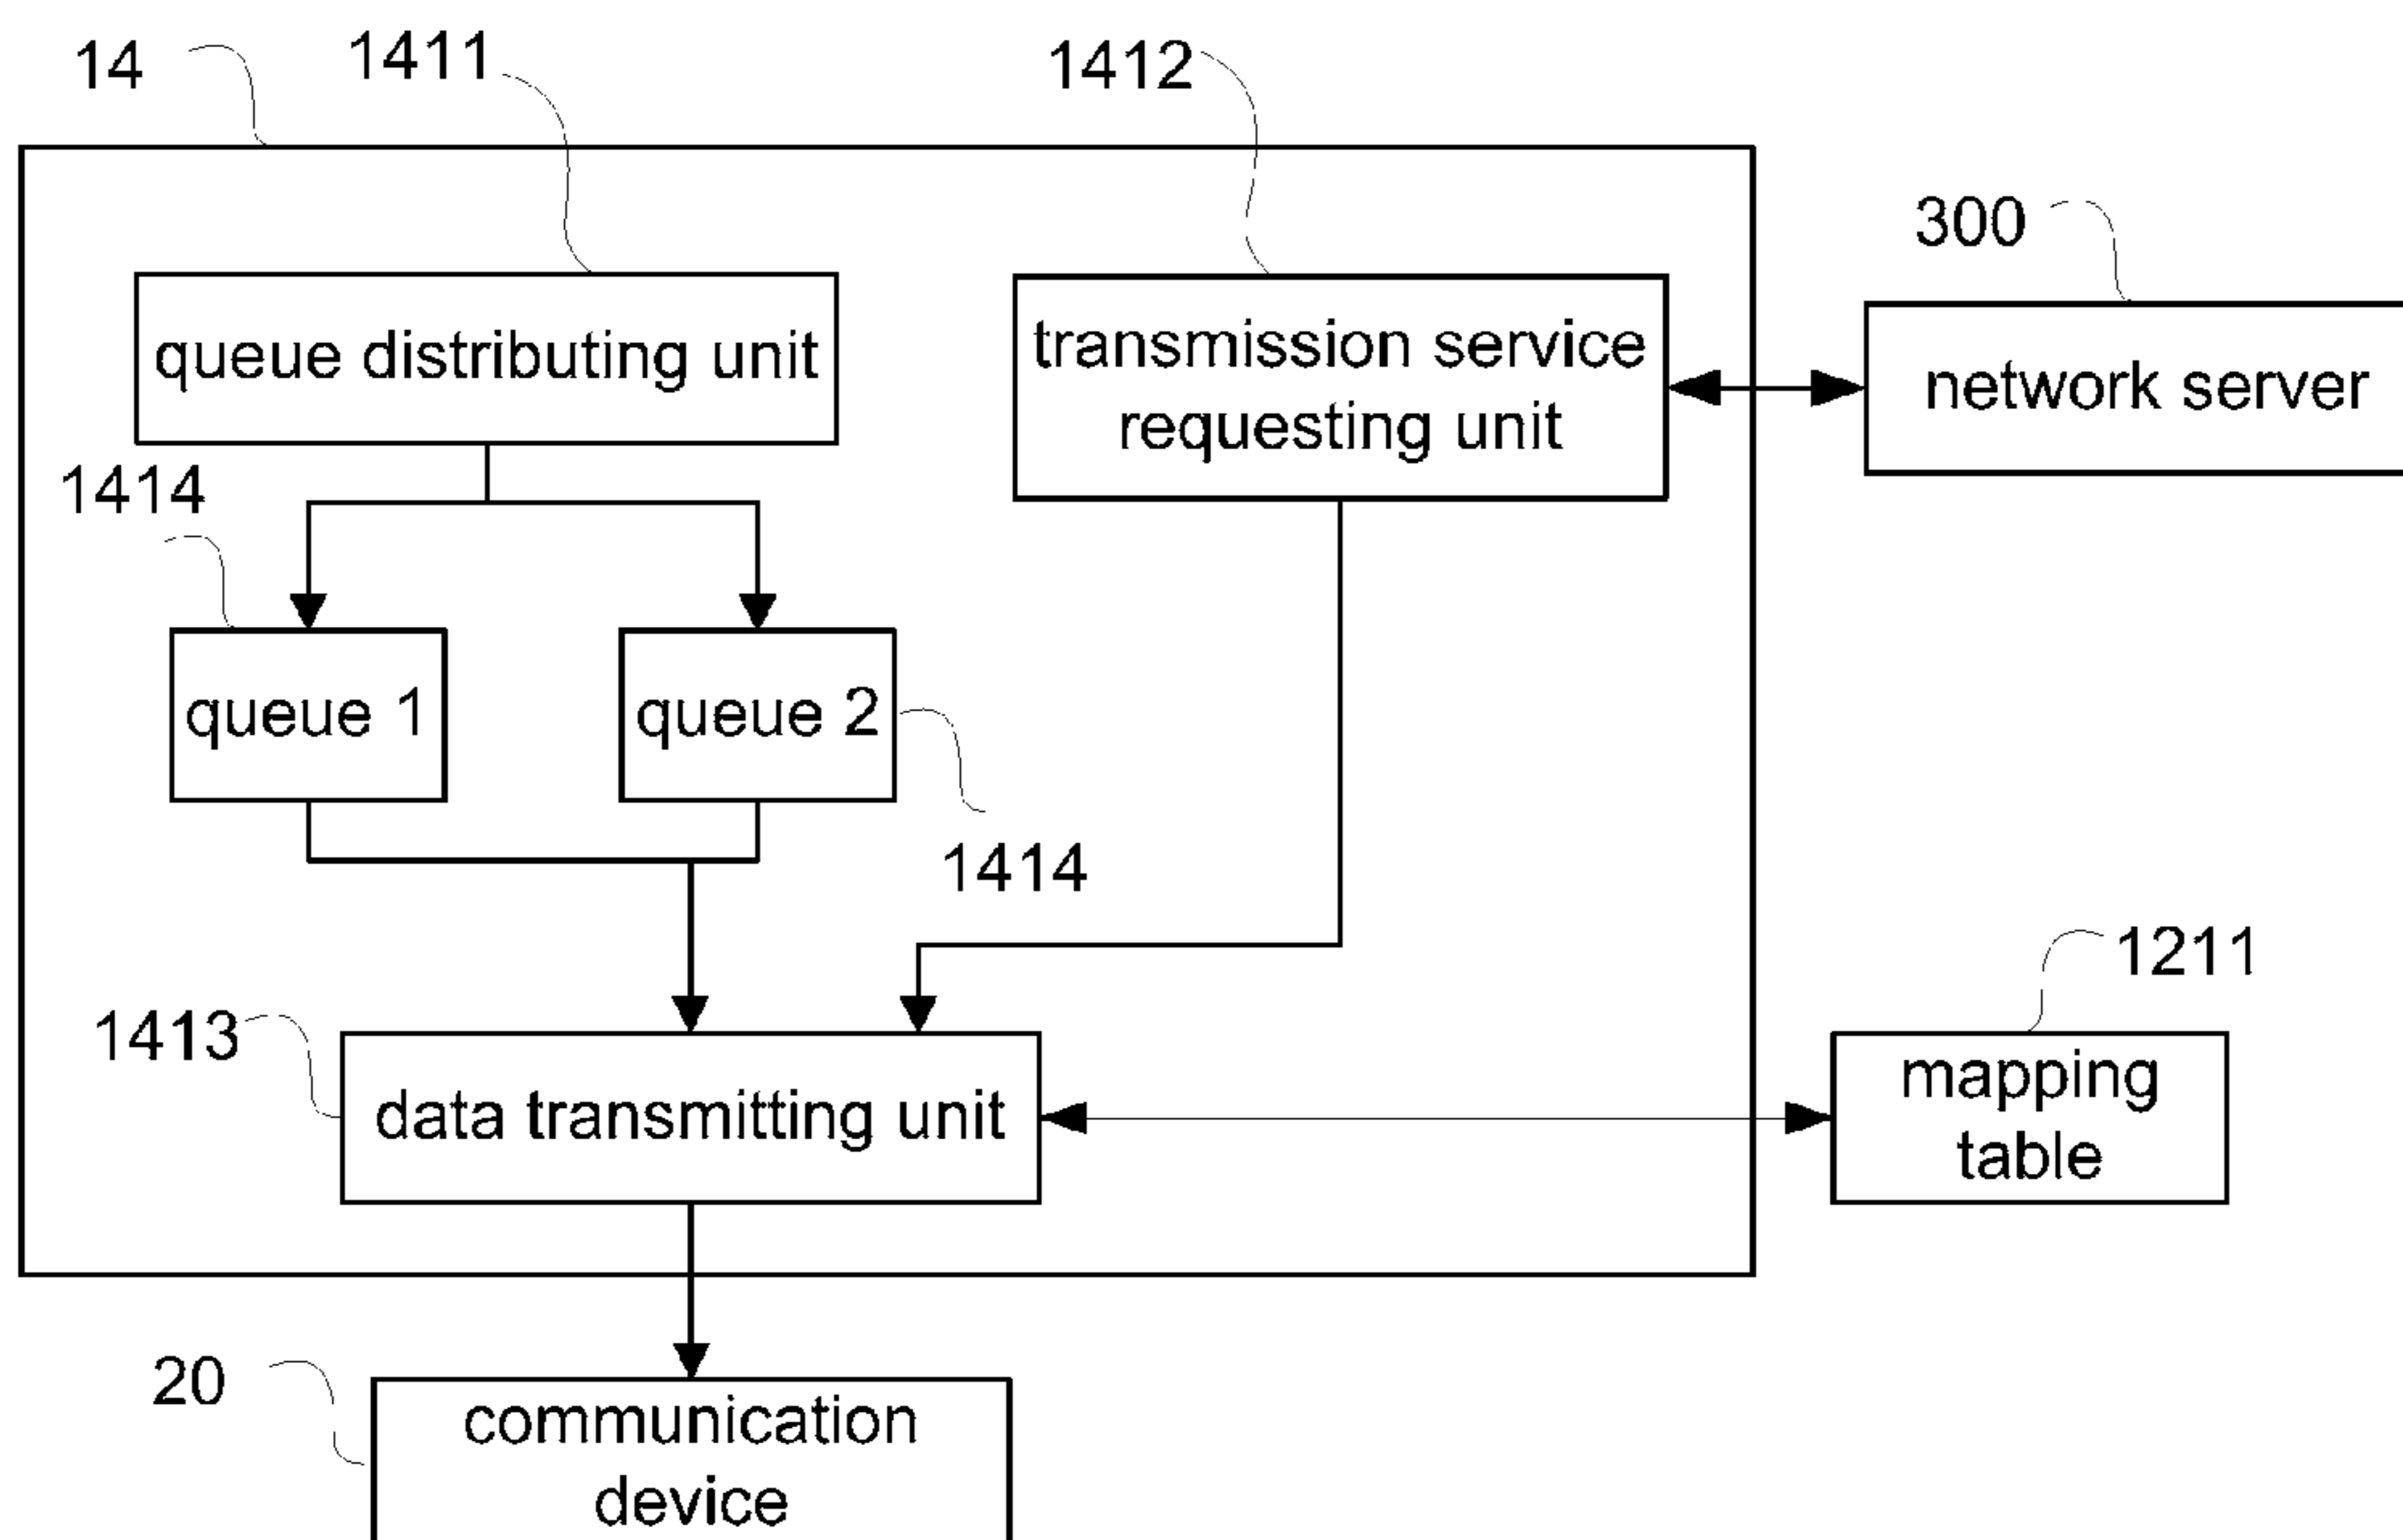 14
1411
1412
300
queue distributing unit
transmission service
requesting unit
network server
1414
queue 1
queue 2
1414
1211
1413
data transmitting unit
mapping
table
20
communication
device